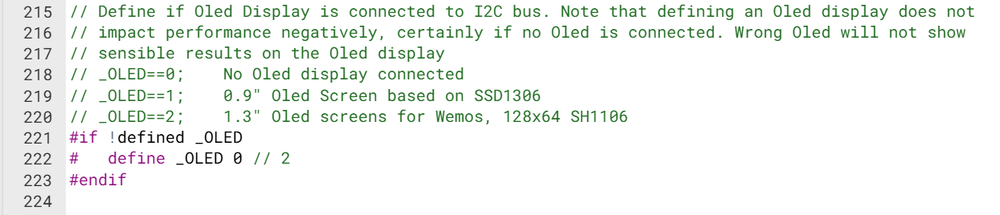 215 // Define if Oled Display is connected to I2C bus. Note that defining an Oled display does not
216 // impact performance negatively, certainly if no Oled is connected. Wrong Oled will not show
217 // sensible results on the Oled display
218 // _OLED==0;    No Oled display connected
219 // _OLED==1;    0.9" Oled Screen based on SSD1306
220 // _OLED==2;    1.3" Oled screens for Wemos, 128x64 SH1106
221 #if !defined _OLED
222 #   define _OLED 0 // 2
223 #endif
224